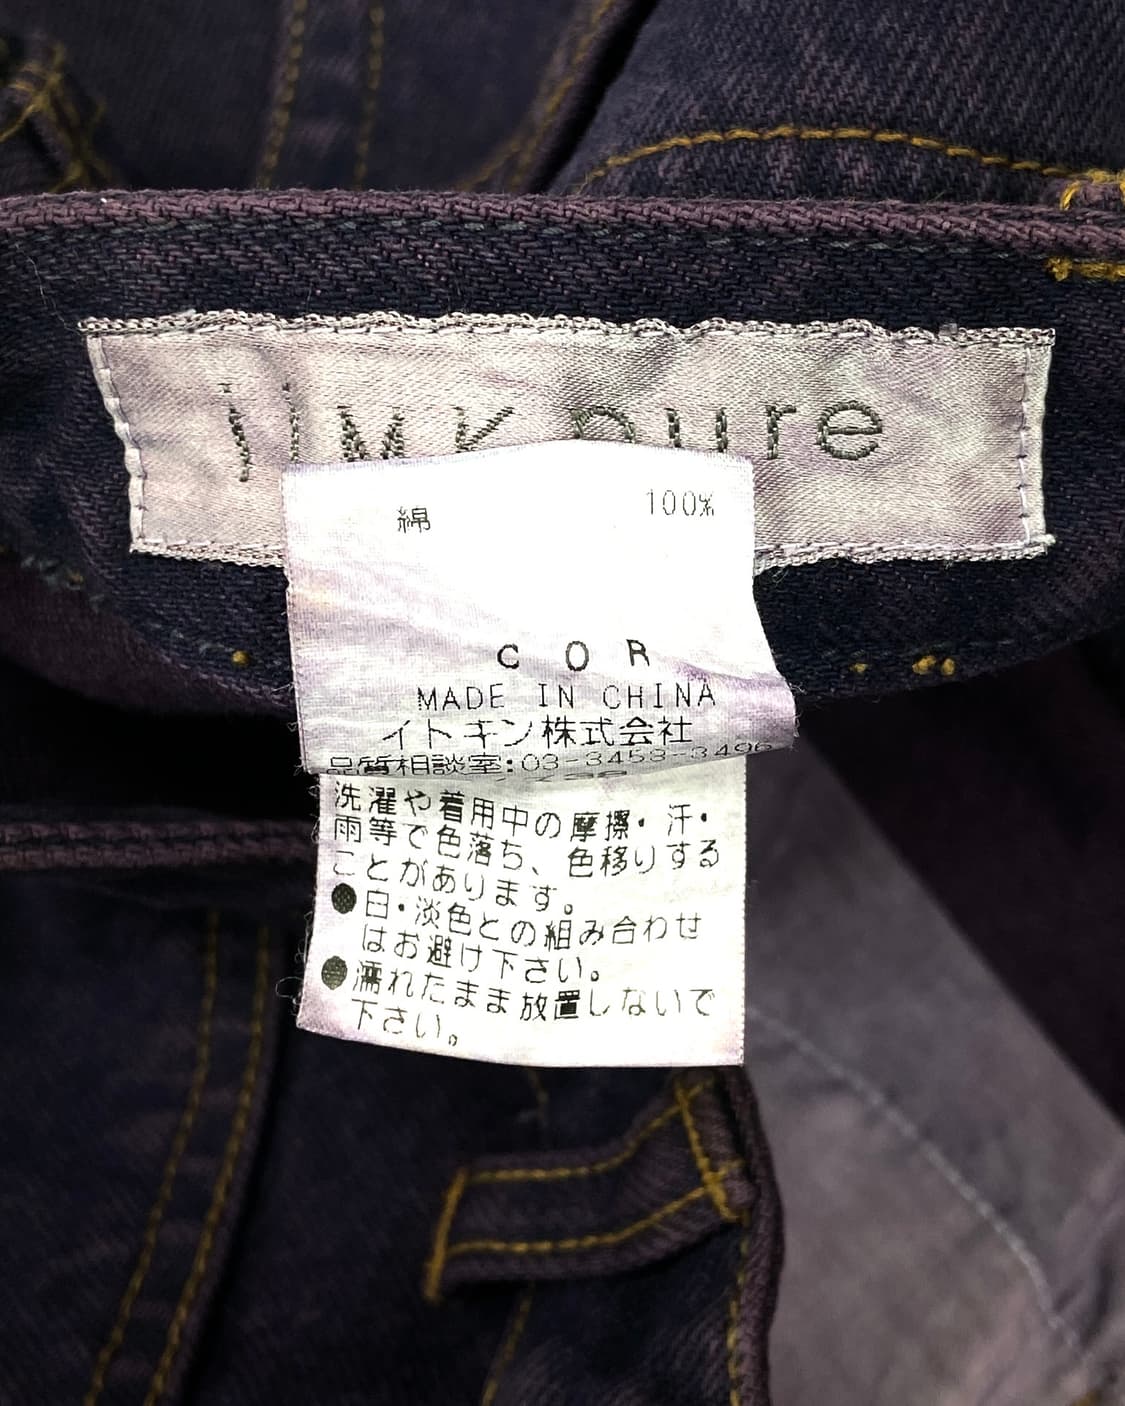 pure
綿 100%
C O R
MADE IN CHINA
イトキン株式会社
品質相談室:03-3453-3496
洗濯や着用中の摩擦・汗・
雨等で色落ち、色移りする
ことがあります。
●白・淡色との組み合わせ
はお避け下さい。
●濡れたまま放置しないで
下さい。